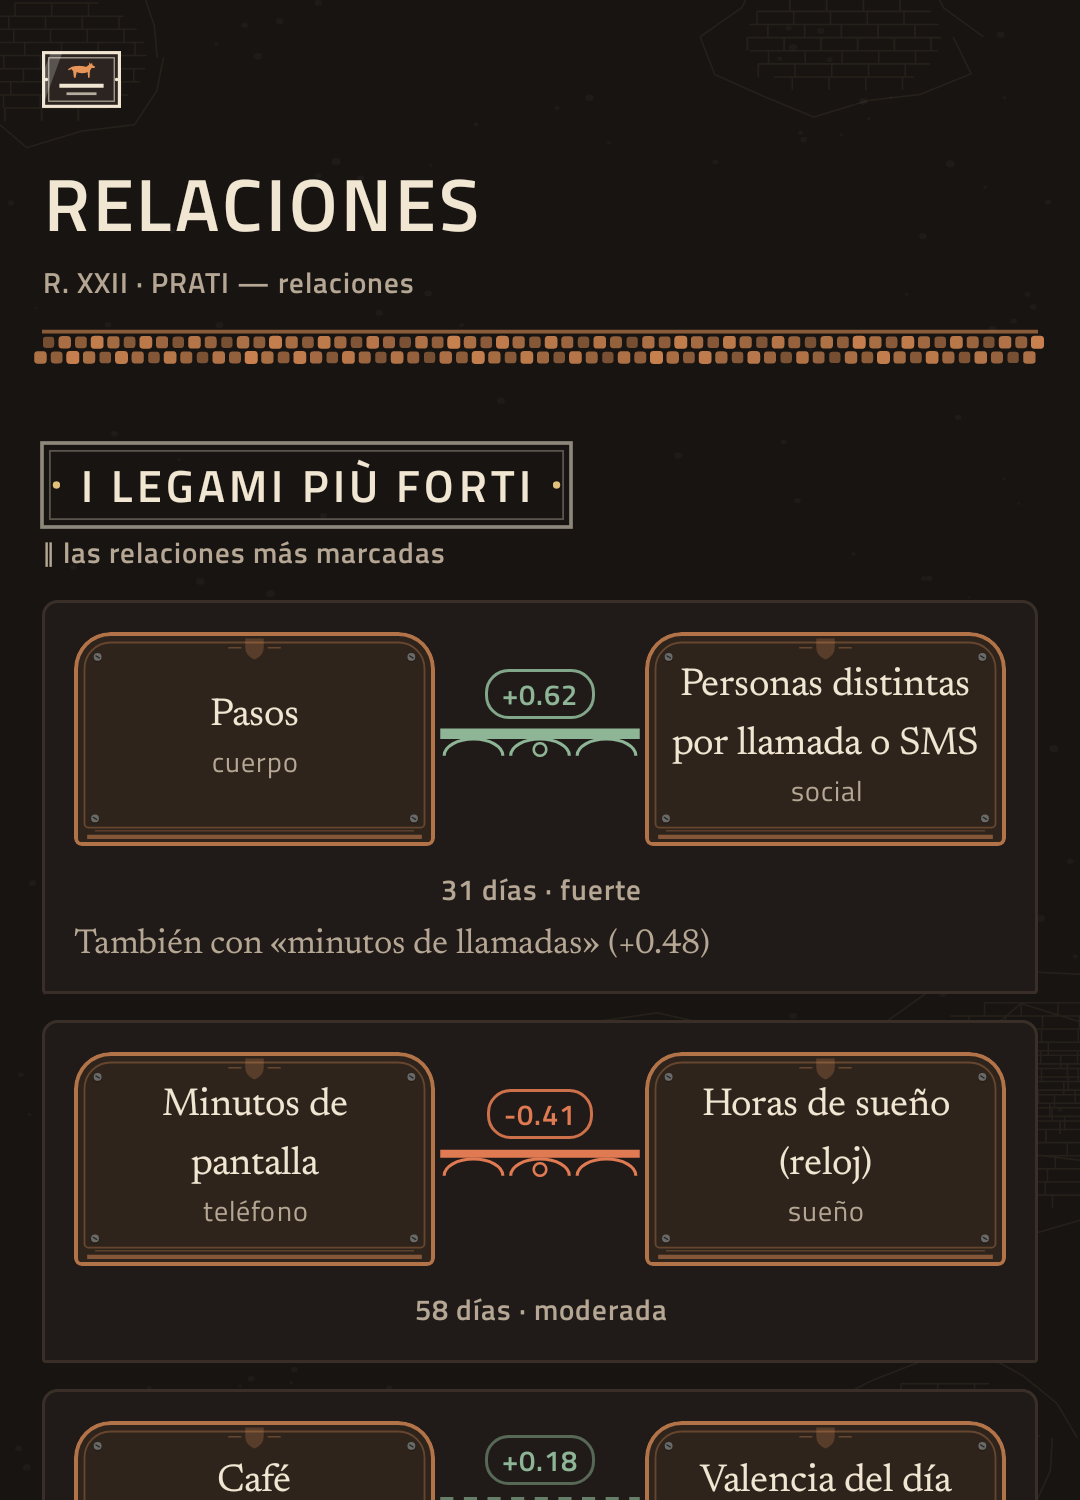 RELACIONES
R. XXII · PRATI — relaciones
I LEGAMI PIÙ FORTI
‖ las relaciones más marcadas
Pasos
cuerpo
+0.62
Personas distintas
por llamada o SMS
social
31 días · fuerte
También con «minutos de llamadas» (+0.48)
Minutos de
pantalla
teléfono
-0.41
Horas de sueño
(reloj)
sueño
58 días · moderada
Café
+0.18
Valencia del día